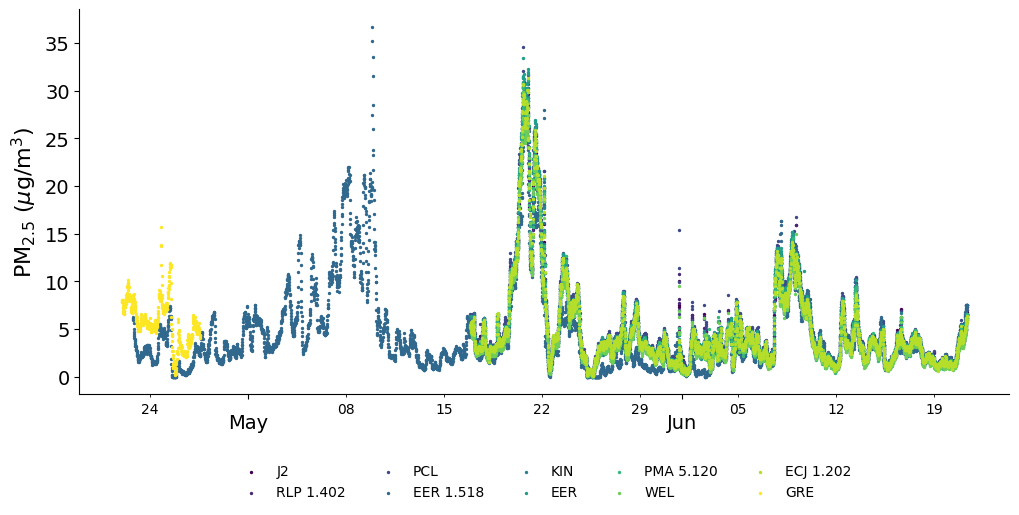 PM2.5 (μg/m3)
35
30
25
20
15
10
5
0
24 08 15 22 29 05 12 19
May Jun
J2 PCL KIN PMA 5.120 ECJ 1.202
RLP 1.402 EER 1.518 EER WEL GRE